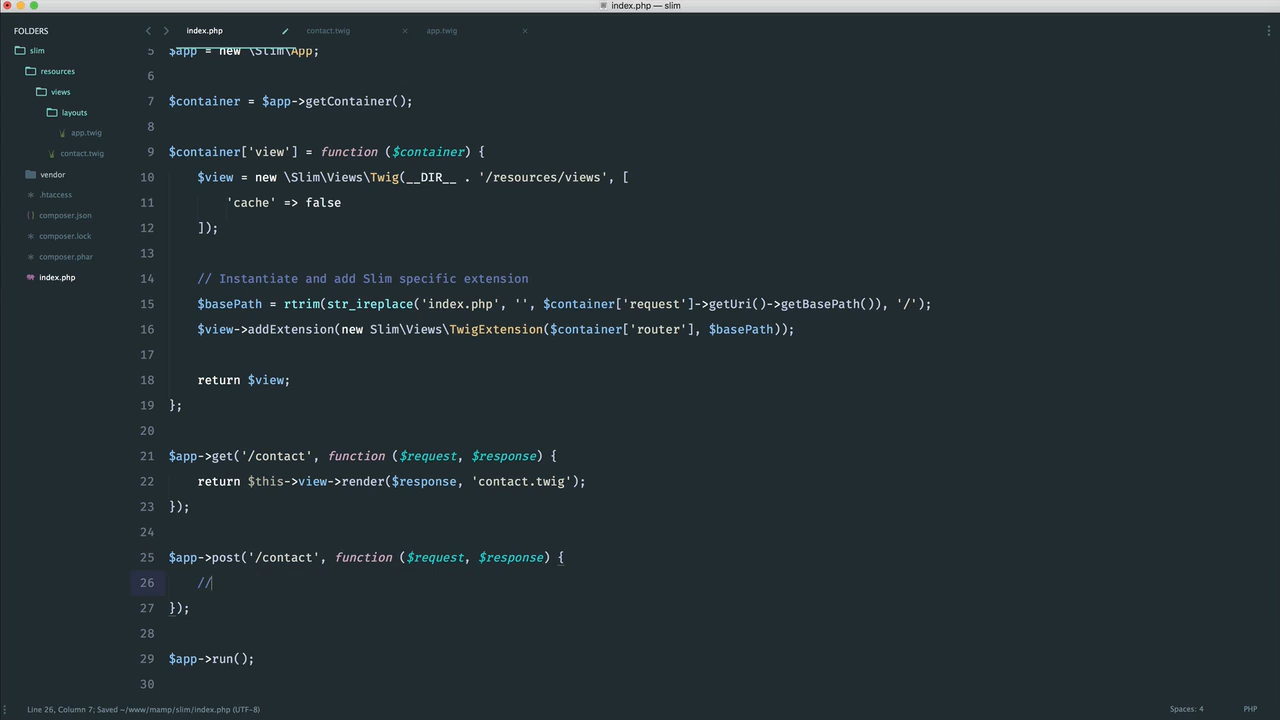 index.php — slim
FOLDERS
slim
resources
views
layouts
app.twig
contact.twig
vendor
.htaccess
composer.json
composer.lock
composer.phar
index.php
index.php
contact.twig
app.twig
5 $app = new \Slim\App;
6
7 $container = $app->getContainer();
8
9 $container['view'] = function ($container) {
10 $view = new \Slim\Views\Twig(__DIR__ . '/resources/views', [
11 'cache' => false
12 ]);
13
14 // Instantiate and add Slim specific extension
15 $basePath = rtrim(str_ireplace('index.php', '', $container['request']->getUri()->getBasePath()), '/');
16 $view->addExtension(new Slim\Views\TwigExtension($container['router'], $basePath));
17
18 return $view;
19 };
20
21 $app->get('/contact', function ($request, $response) {
22 return $this->view->render($response, 'contact.twig');
23 });
24
25 $app->post('/contact', function ($request, $response) {
26 //
27 });
28
29 $app->run();
30
Line 26, Column 7; Saved ~/www/mamp/slim/index.php (UTF-8)
Spaces: 4
PHP